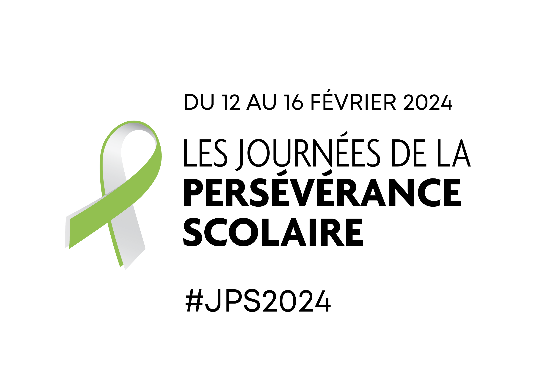 DU 12 AU 16 FÉVRIER 2024
LES JOURNÉES DE LA
PERSÉVÉRANCE
SCOLAIRE
#JPS2024